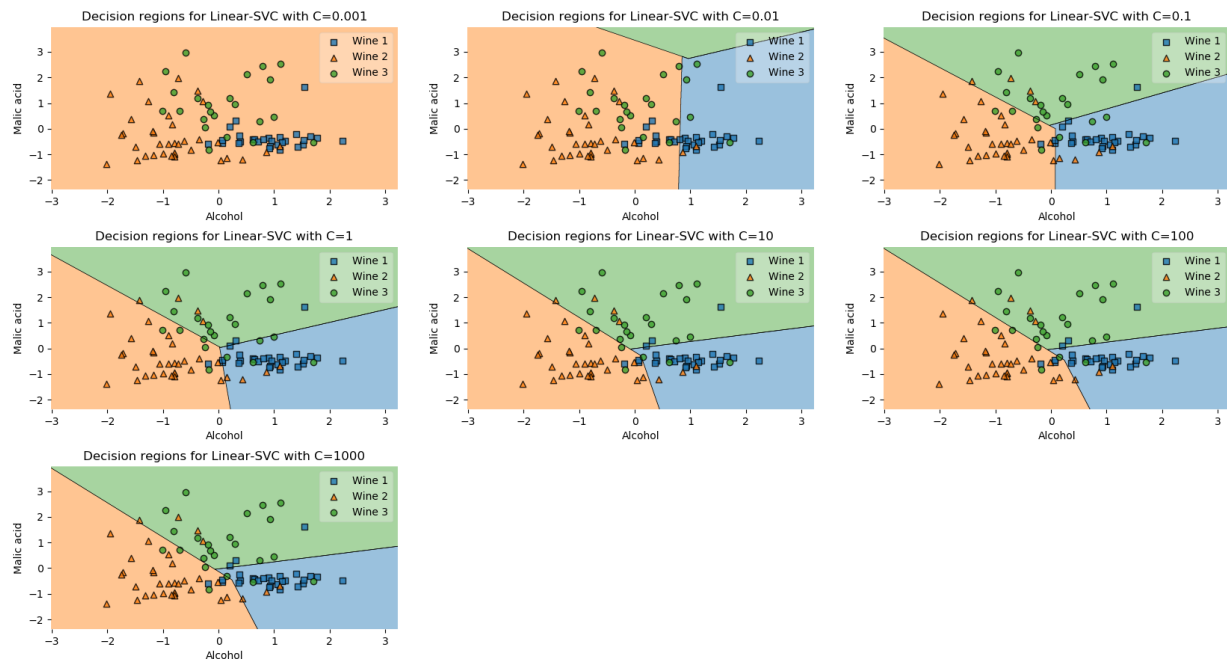 Decision regions for Linear-SVC with C=0.001
Malic acid
3
2
1
0
−1
−2
−3 −2 −1 0 1 2 3
Alcohol
Wine 1
Wine 2
Wine 3
Decision regions for Linear-SVC with C=0.01
Malic acid
3
2
1
0
−1
−2
−3 −2 −1 0 1 2 3
Alcohol
Wine 1
Wine 2
Wine 3
Decision regions for Linear-SVC with C=0.1
Malic acid
3
2
1
0
−1
−2
−3 −2 −1 0 1 2 3
Alcohol
Wine 1
Wine 2
Wine 3
Decision regions for Linear-SVC with C=1
Malic acid
3
2
1
0
−1
−2
−3 −2 −1 0 1 2 3
Alcohol
Wine 1
Wine 2
Wine 3
Decision regions for Linear-SVC with C=10
Malic acid
3
2
1
0
−1
−2
−3 −2 −1 0 1 2 3
Alcohol
Wine 1
Wine 2
Wine 3
Decision regions for Linear-SVC with C=100
Malic acid
3
2
1
0
−1
−2
−3 −2 −1 0 1 2 3
Alcohol
Wine 1
Wine 2
Wine 3
Decision regions for Linear-SVC with C=1000
Malic acid
3
2
1
0
−1
−2
−3 −2 −1 0 1 2 3
Alcohol
Wine 1
Wine 2
Wine 3